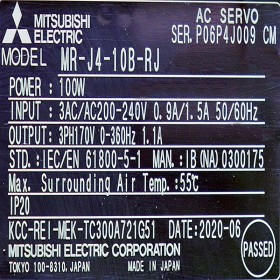 MITSUBISHI ELECTRIC
AC SERVO
SER. P06P4J009 CM
MODEL MR-J4-10B-RJ
POWER : 100W
INPUT : 3AC/AC200-240V 0.9A/1.5A 50/60Hz
OUTPUT : 3PH170V 0-360Hz 1.1A
STD. : IEC/EN 61800-5-1 MAN. : IB(NA)0300175
Max. Surrounding Air Temp. : 55℃
IP20
KCC-REI-MEK-TC300A721G51 DATE : 2020-06
MITSUBISHI ELECTRIC CORPORATION
TOKYO 100-8310, JAPAN MADE IN JAPAN
PASSED